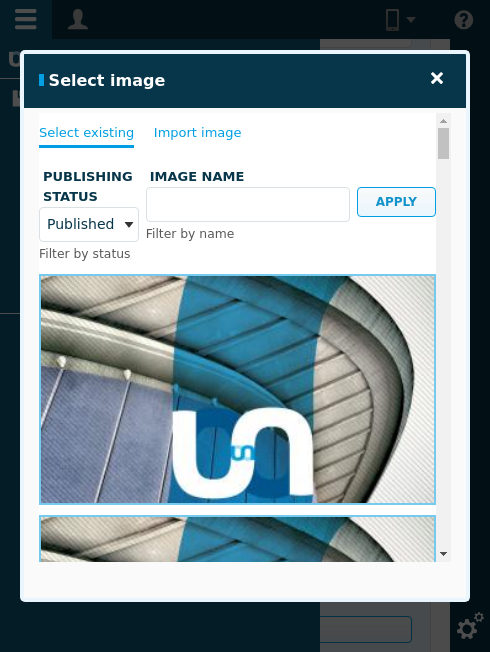 Select image
Select existing
Import image
PUBLISHING
STATUS
IMAGE NAME
Published
APPLY
Filter by name
Filter by status